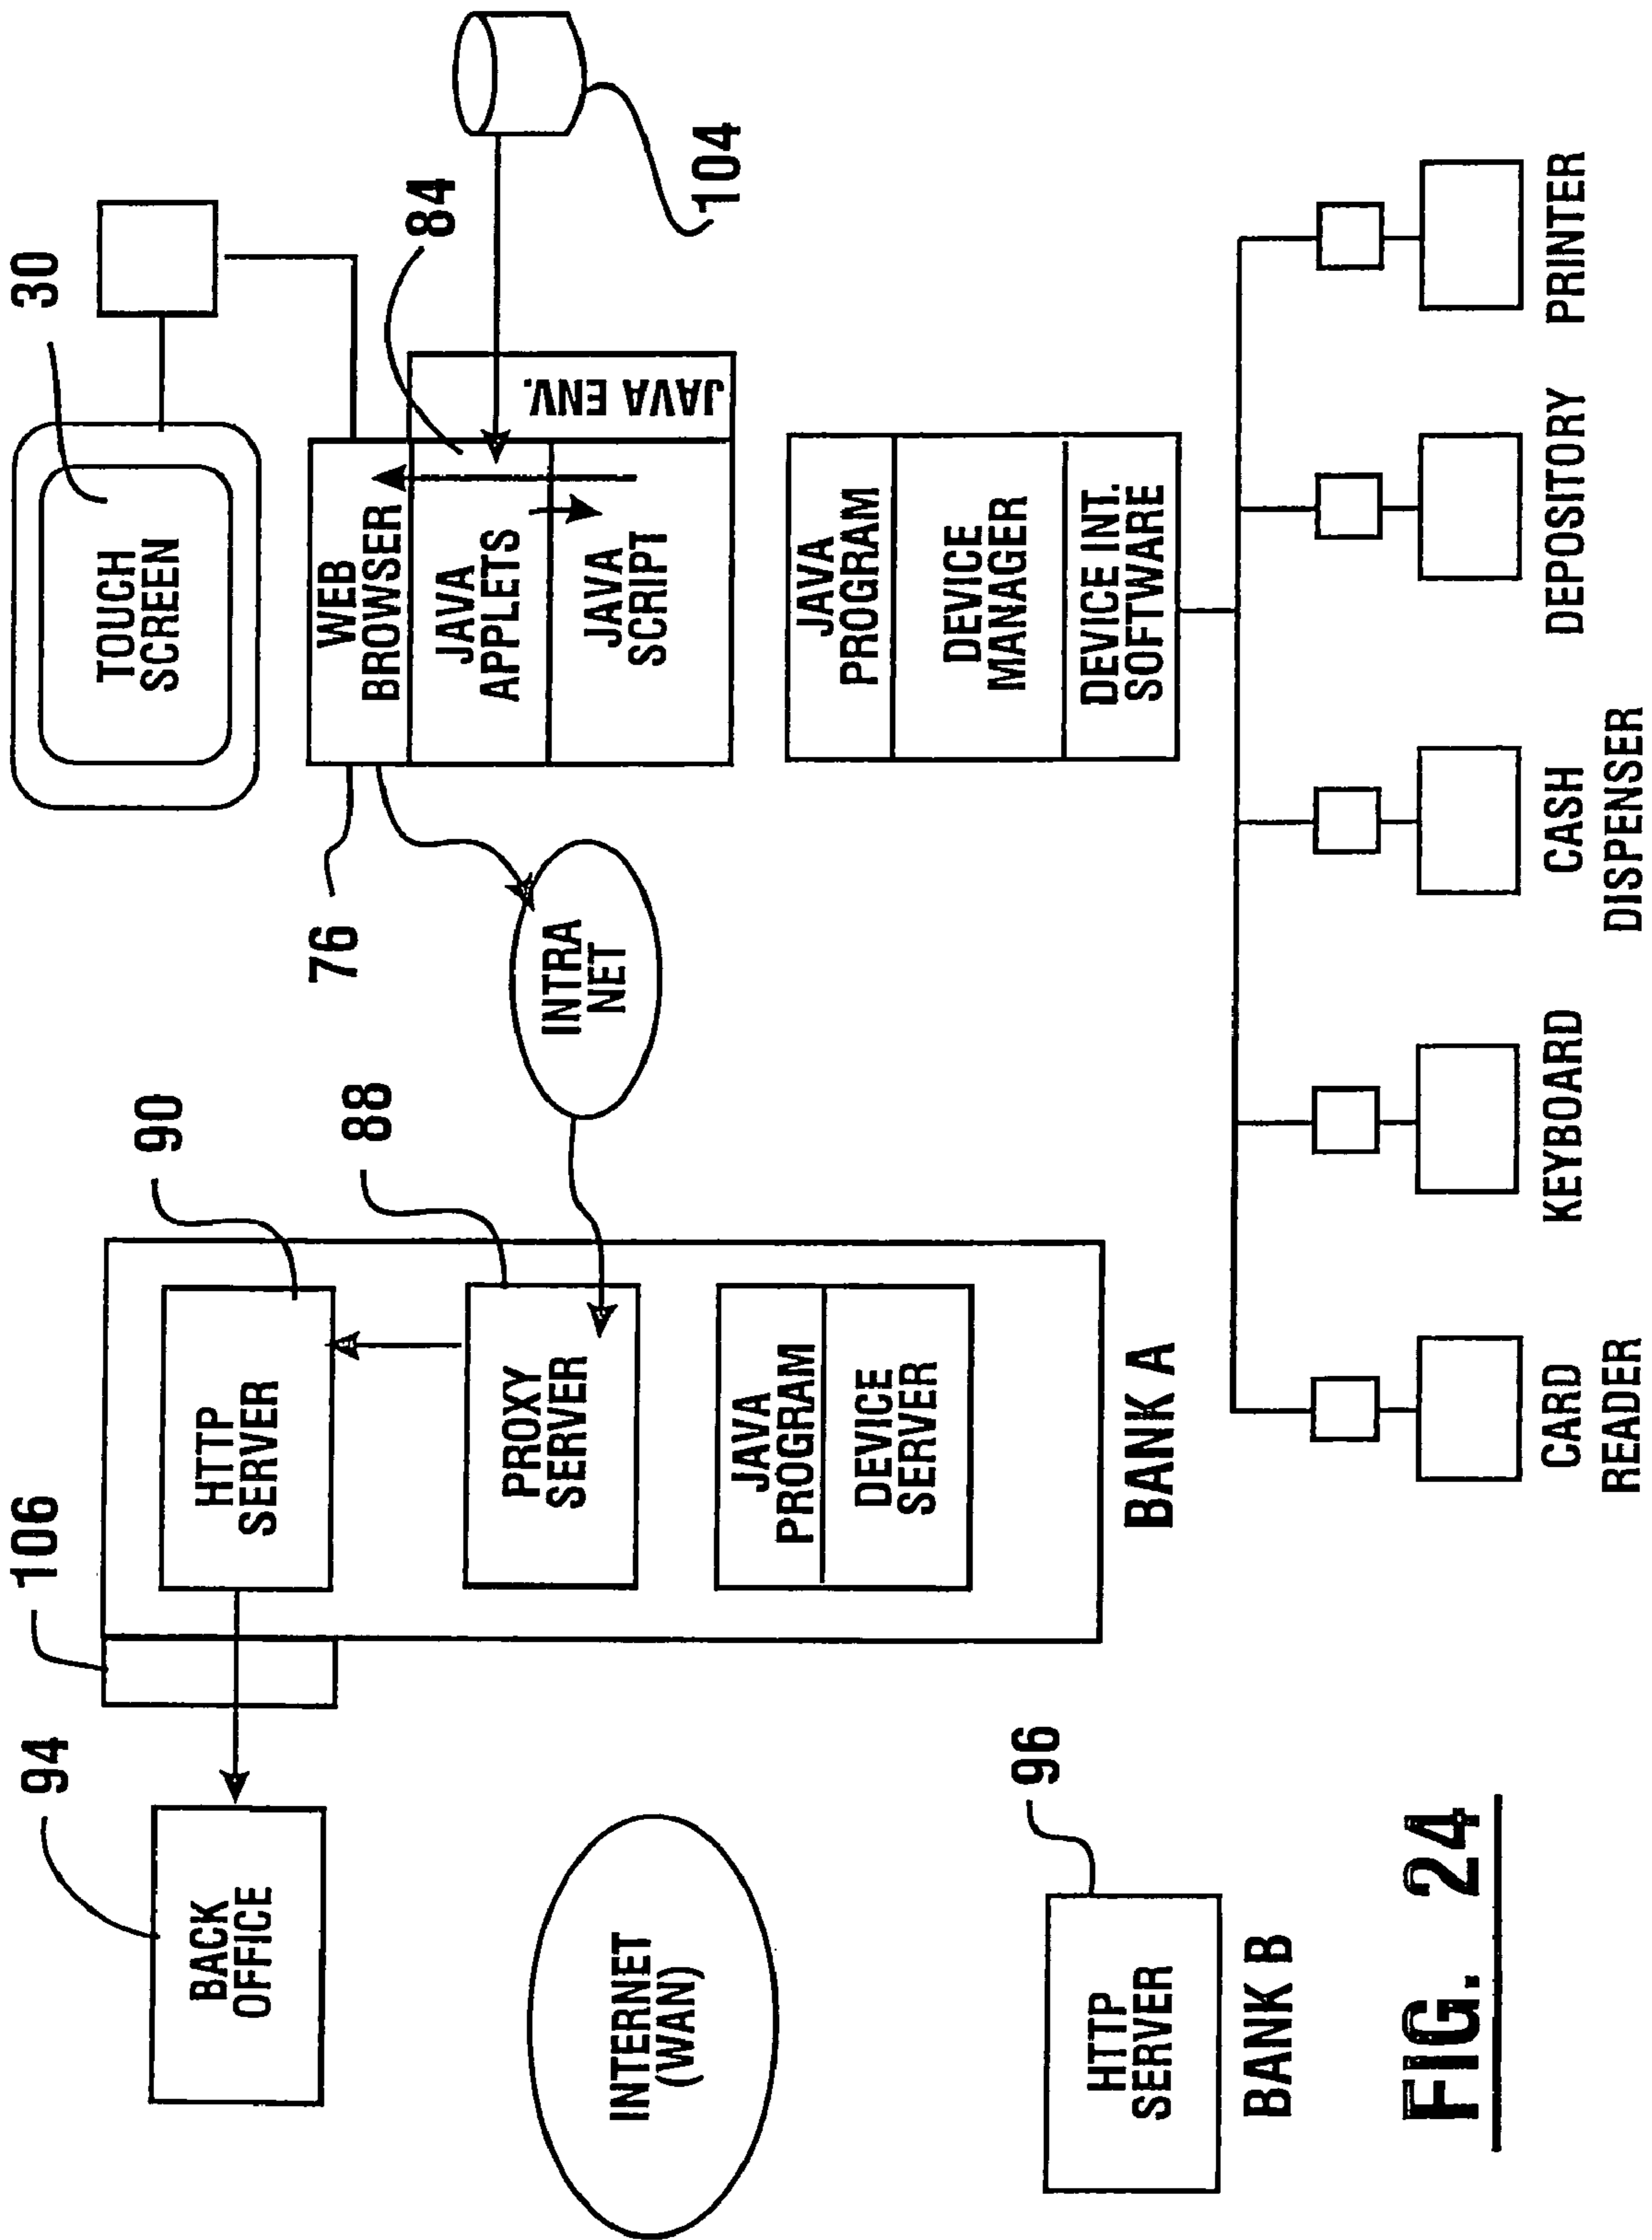 94
106
90
30
BACK
OFFICE
HTTP
SERVER
TOUCH
SCREEN
88
76
84
WEB
BROWSER
JAVA
APPLETS
JAVA
SCRIPT
JAVA ENV.
104
PROXY
SERVER
INTRA
NET
INTERNET
(WAN)
JAVA
PROGRAM
DEVICE
SERVER
BANK A
JAVA
PROGRAM
DEVICE
MANAGER
DEVICE INT.
SOFTWARE
96
HTTP
SERVER
BANK B
CARD
READER
KEYBOARD
CASH
DISPENSER
DEPOSITORY
PRINTER
FIG. 24